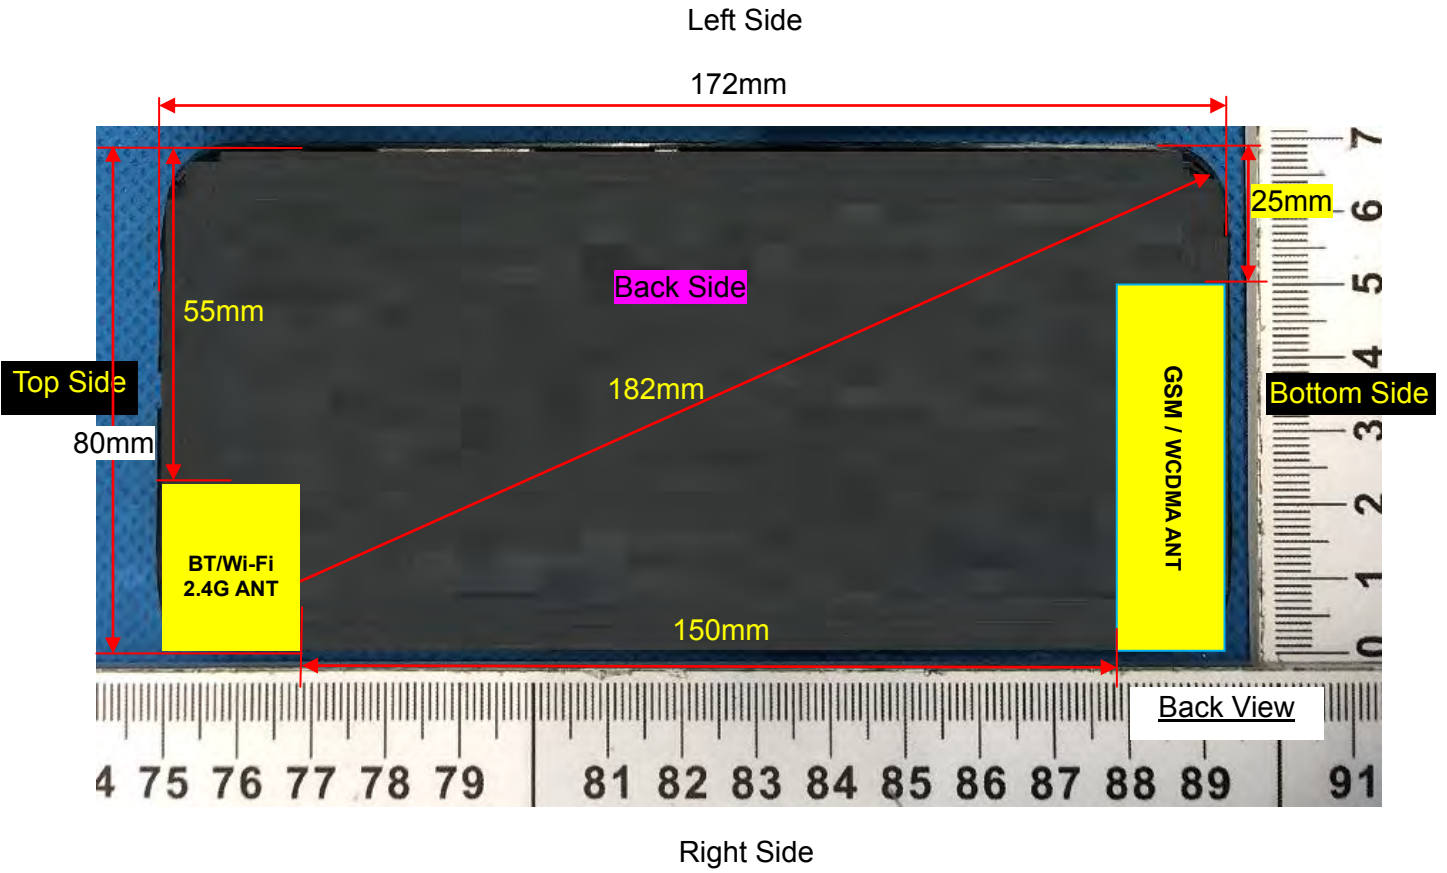 Left Side
172mm
7
25mm
6
Back Side
5
55mm
4
Top Side
182mm
Bottom Side
GSM / WCDMA ANT
80mm
3
2
BT/Wi-Fi
2.4G ANT
1
150mm
0
Back View
4 75 76 77 78 79 81 82 83 84 85 86 87 88 89 91
Right Side